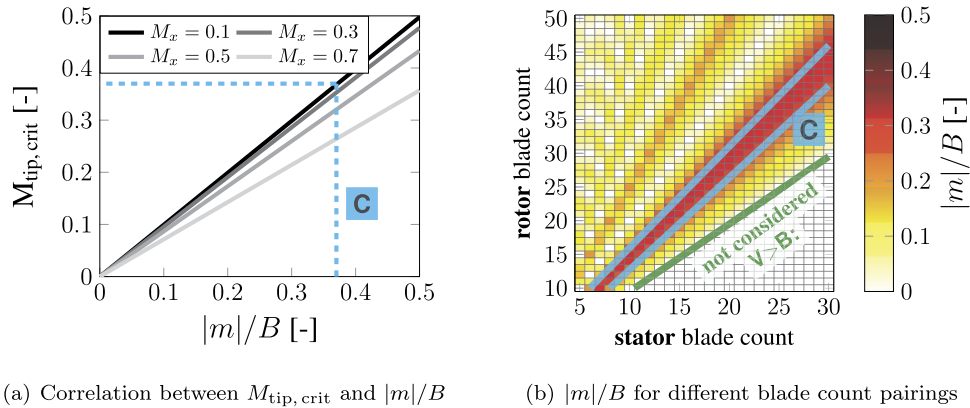 M_x = 0.1 M_x = 0.3
M_x = 0.5 M_x = 0.7
0.5
0.4
0.3
0.2
0.1
0
M_tip, crit [-]
C
0 0.1 0.2 0.3 0.4 0.5
|m|/B [-]
50
45
40
35
30
25
20
15
10
rotor blade count
C
not considered
V>B:
5 10 15 20 25 30
stator blade count
0.5
0.4
0.3
0.2
0.1
0
|m|/B [-]
(a) Correlation between M_tip, crit and |m|/B
(b) |m|/B for different blade count pairings